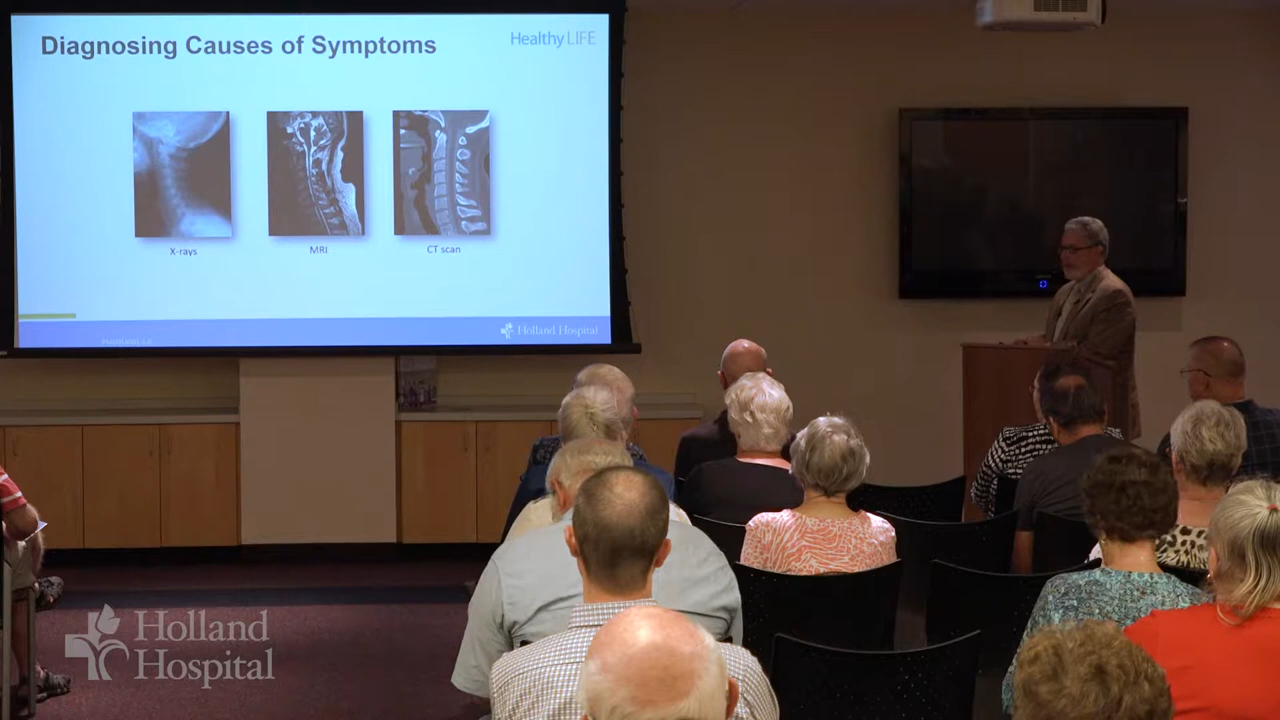 Diagnosing Causes of Symptoms
HealthyLIFE
X-rays
MRI
CT scan
Holland Hospital
Holland
Hospital